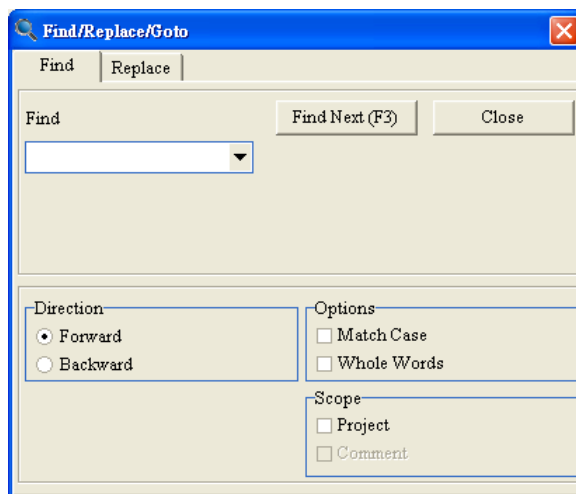 Find/Replace/Goto
Find Replace
Find Find Next (F3) Close
Direction Options
Forward Match Case
Backward Whole Words
Scope
Project
Comment